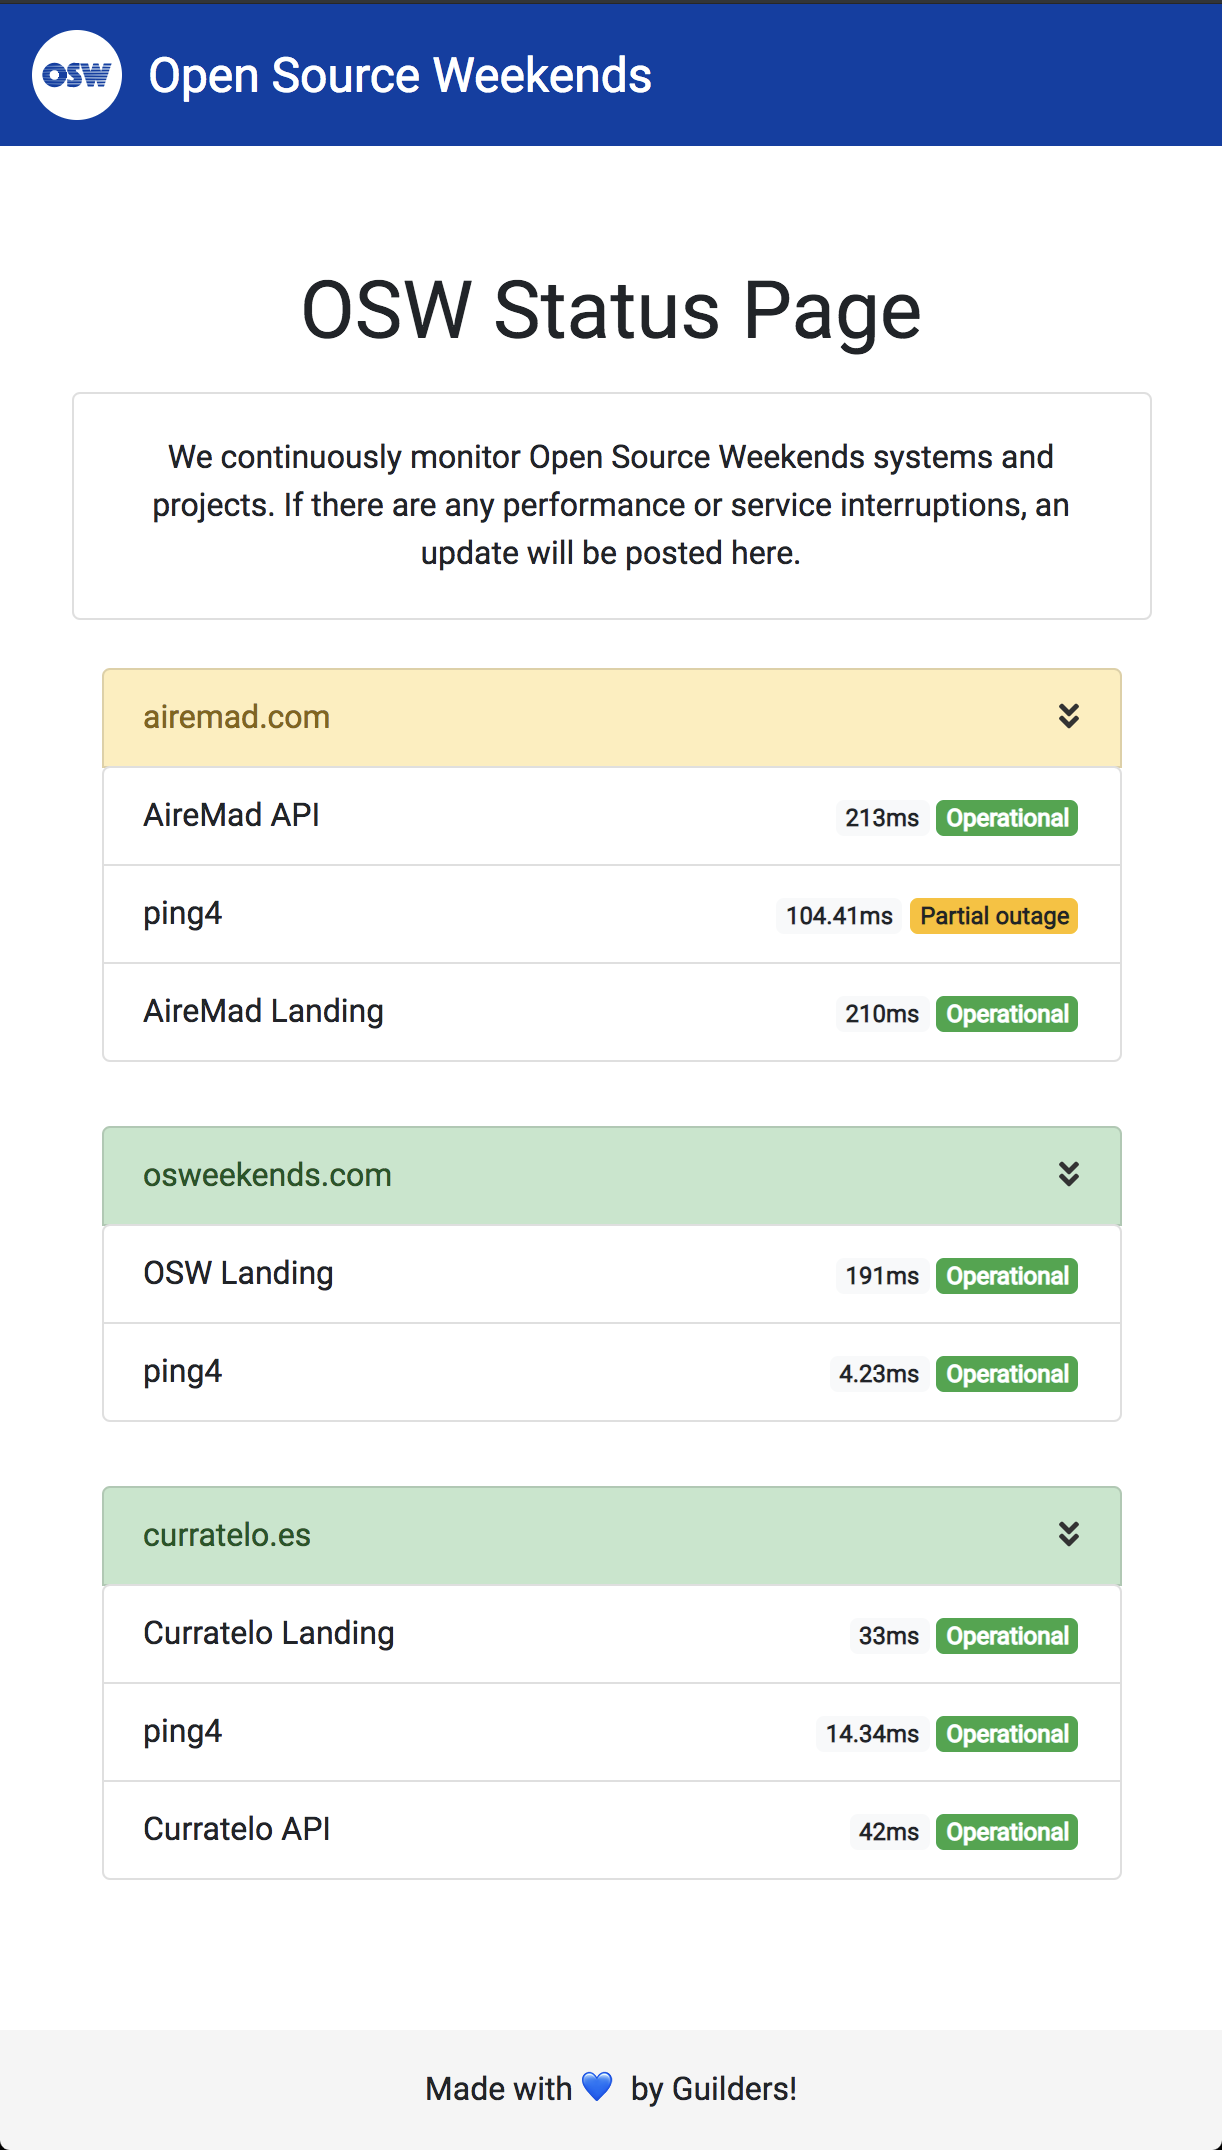 OSW
Open Source Weekends
OSW Status Page
We continuously monitor Open Source Weekends systems and
projects. If there are any performance or service interruptions, an
update will be posted here.
airemad.com
AireMad API 213ms Operational
ping4 104.41ms Partial outage
AireMad Landing 210ms Operational
osweekends.com
OSW Landing 191ms Operational
ping4 4.23ms Operational
curratelo.es
Curratelo Landing 33ms Operational
ping4 14.34ms Operational
Curratelo API 42ms Operational
Made with 💙 by Guilders!